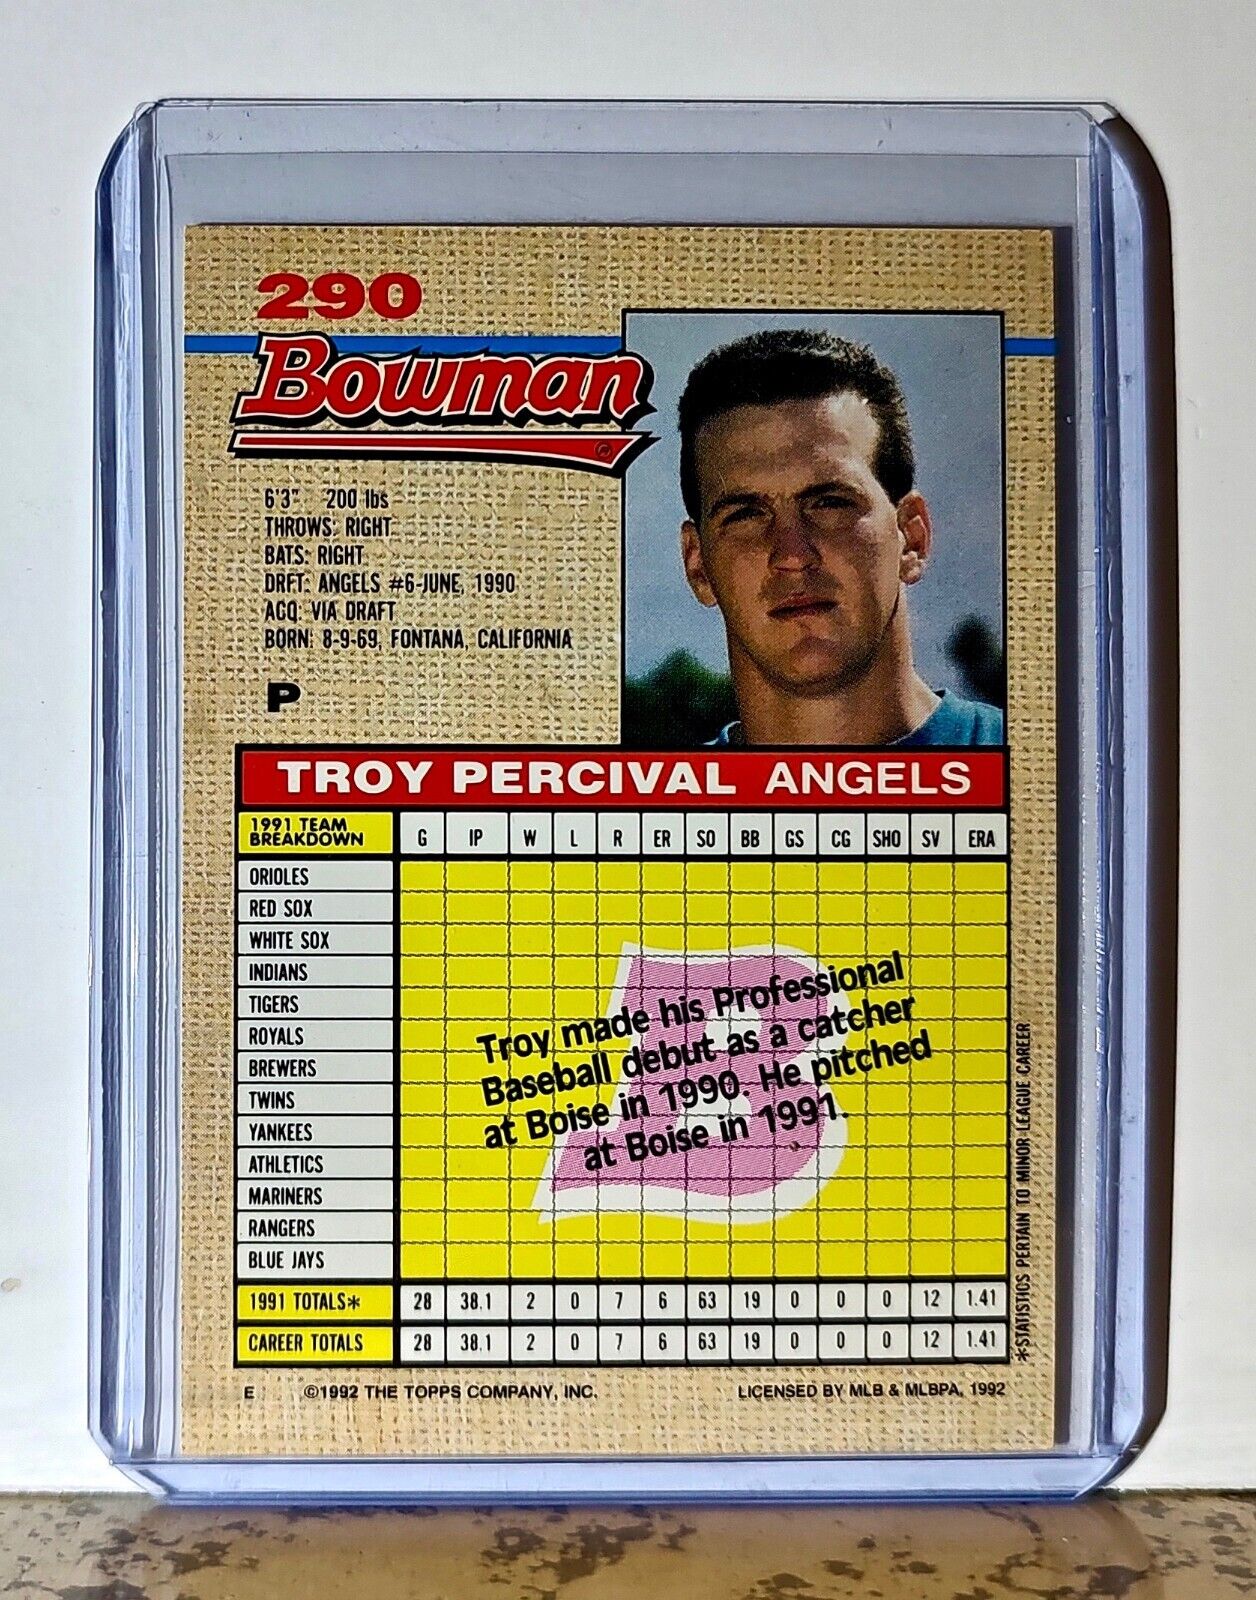 290
Bowman
6'3" 200 lbs
THROWS: RIGHT
BATS: RIGHT
DRFT: ANGELS #6-JUNE, 1990
ACQ: VIA DRAFT
BORN: 8-9-69, FONTANA, CALIFORNIA
P
TROY PERCIVAL ANGELS
1991 TEAM BREAKDOWN G IP W L R ER SO BB GS CG SHO SV ERA
ORIOLES
RED SOX
WHITE SOX
INDIANS
TIGERS
ROYALS
BREWERS
TWINS
YANKEES
ATHLETICS
MARINERS
RANGERS
BLUE JAYS
Troy made his Professional
Baseball debut as a catcher
at Boise in 1990. He pitched
at Boise in 1991.
B
1991 TOTALS* 28 38.1 2 0 7 6 63 19 0 0 0 12 1.41
CAREER TOTALS 28 38.1 2 0 7 6 63 19 0 0 0 12 1.41
*STATISTICS PERTAIN TO MINOR LEAGUE CAREER
E ©1992 THE TOPPS COMPANY, INC. LICENSED BY MLB & MLBPA, 1992